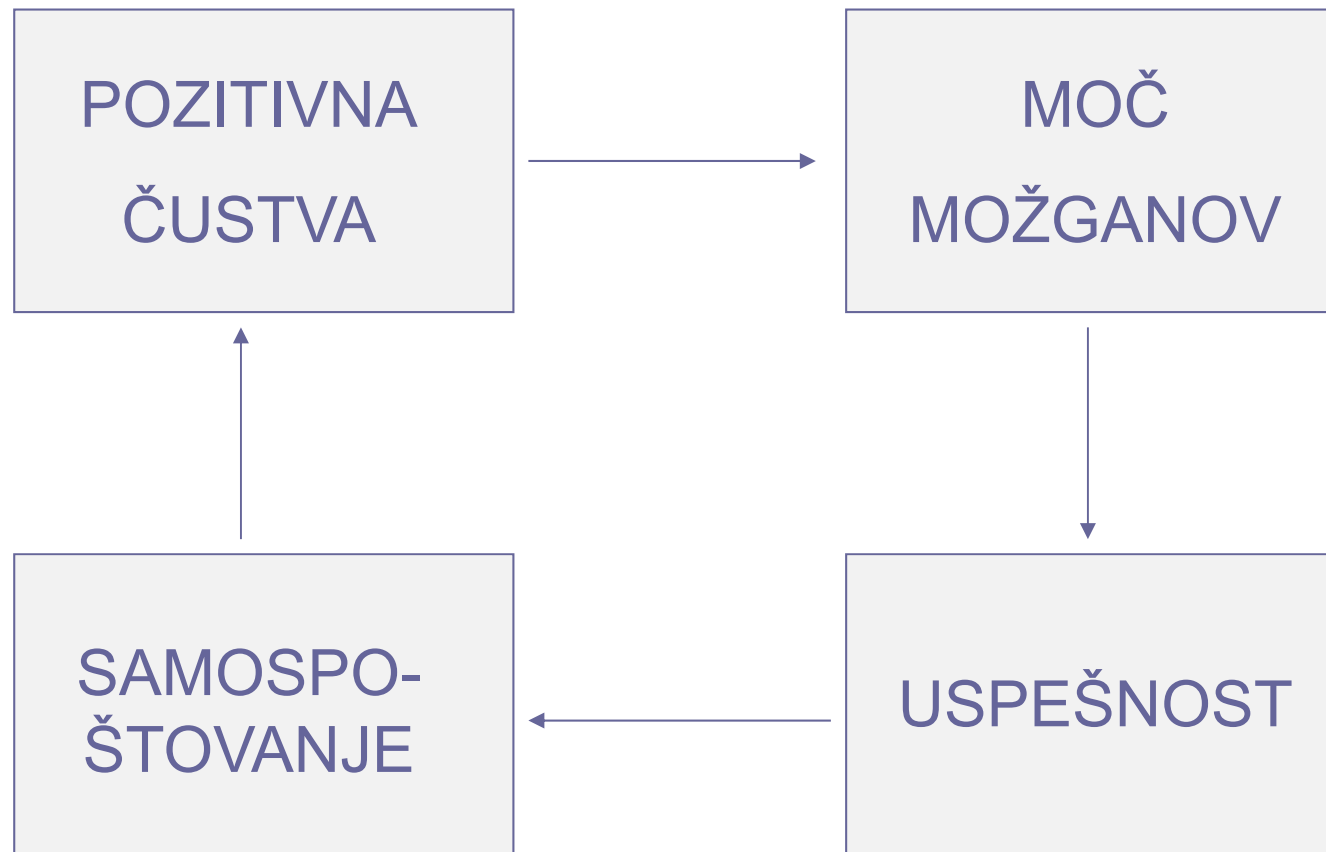 POZITIVNA
ČUSTVA
MOČ
MOŽGANOV
SAMOSPO-
ŠTOVANJE
USPEŠNOST